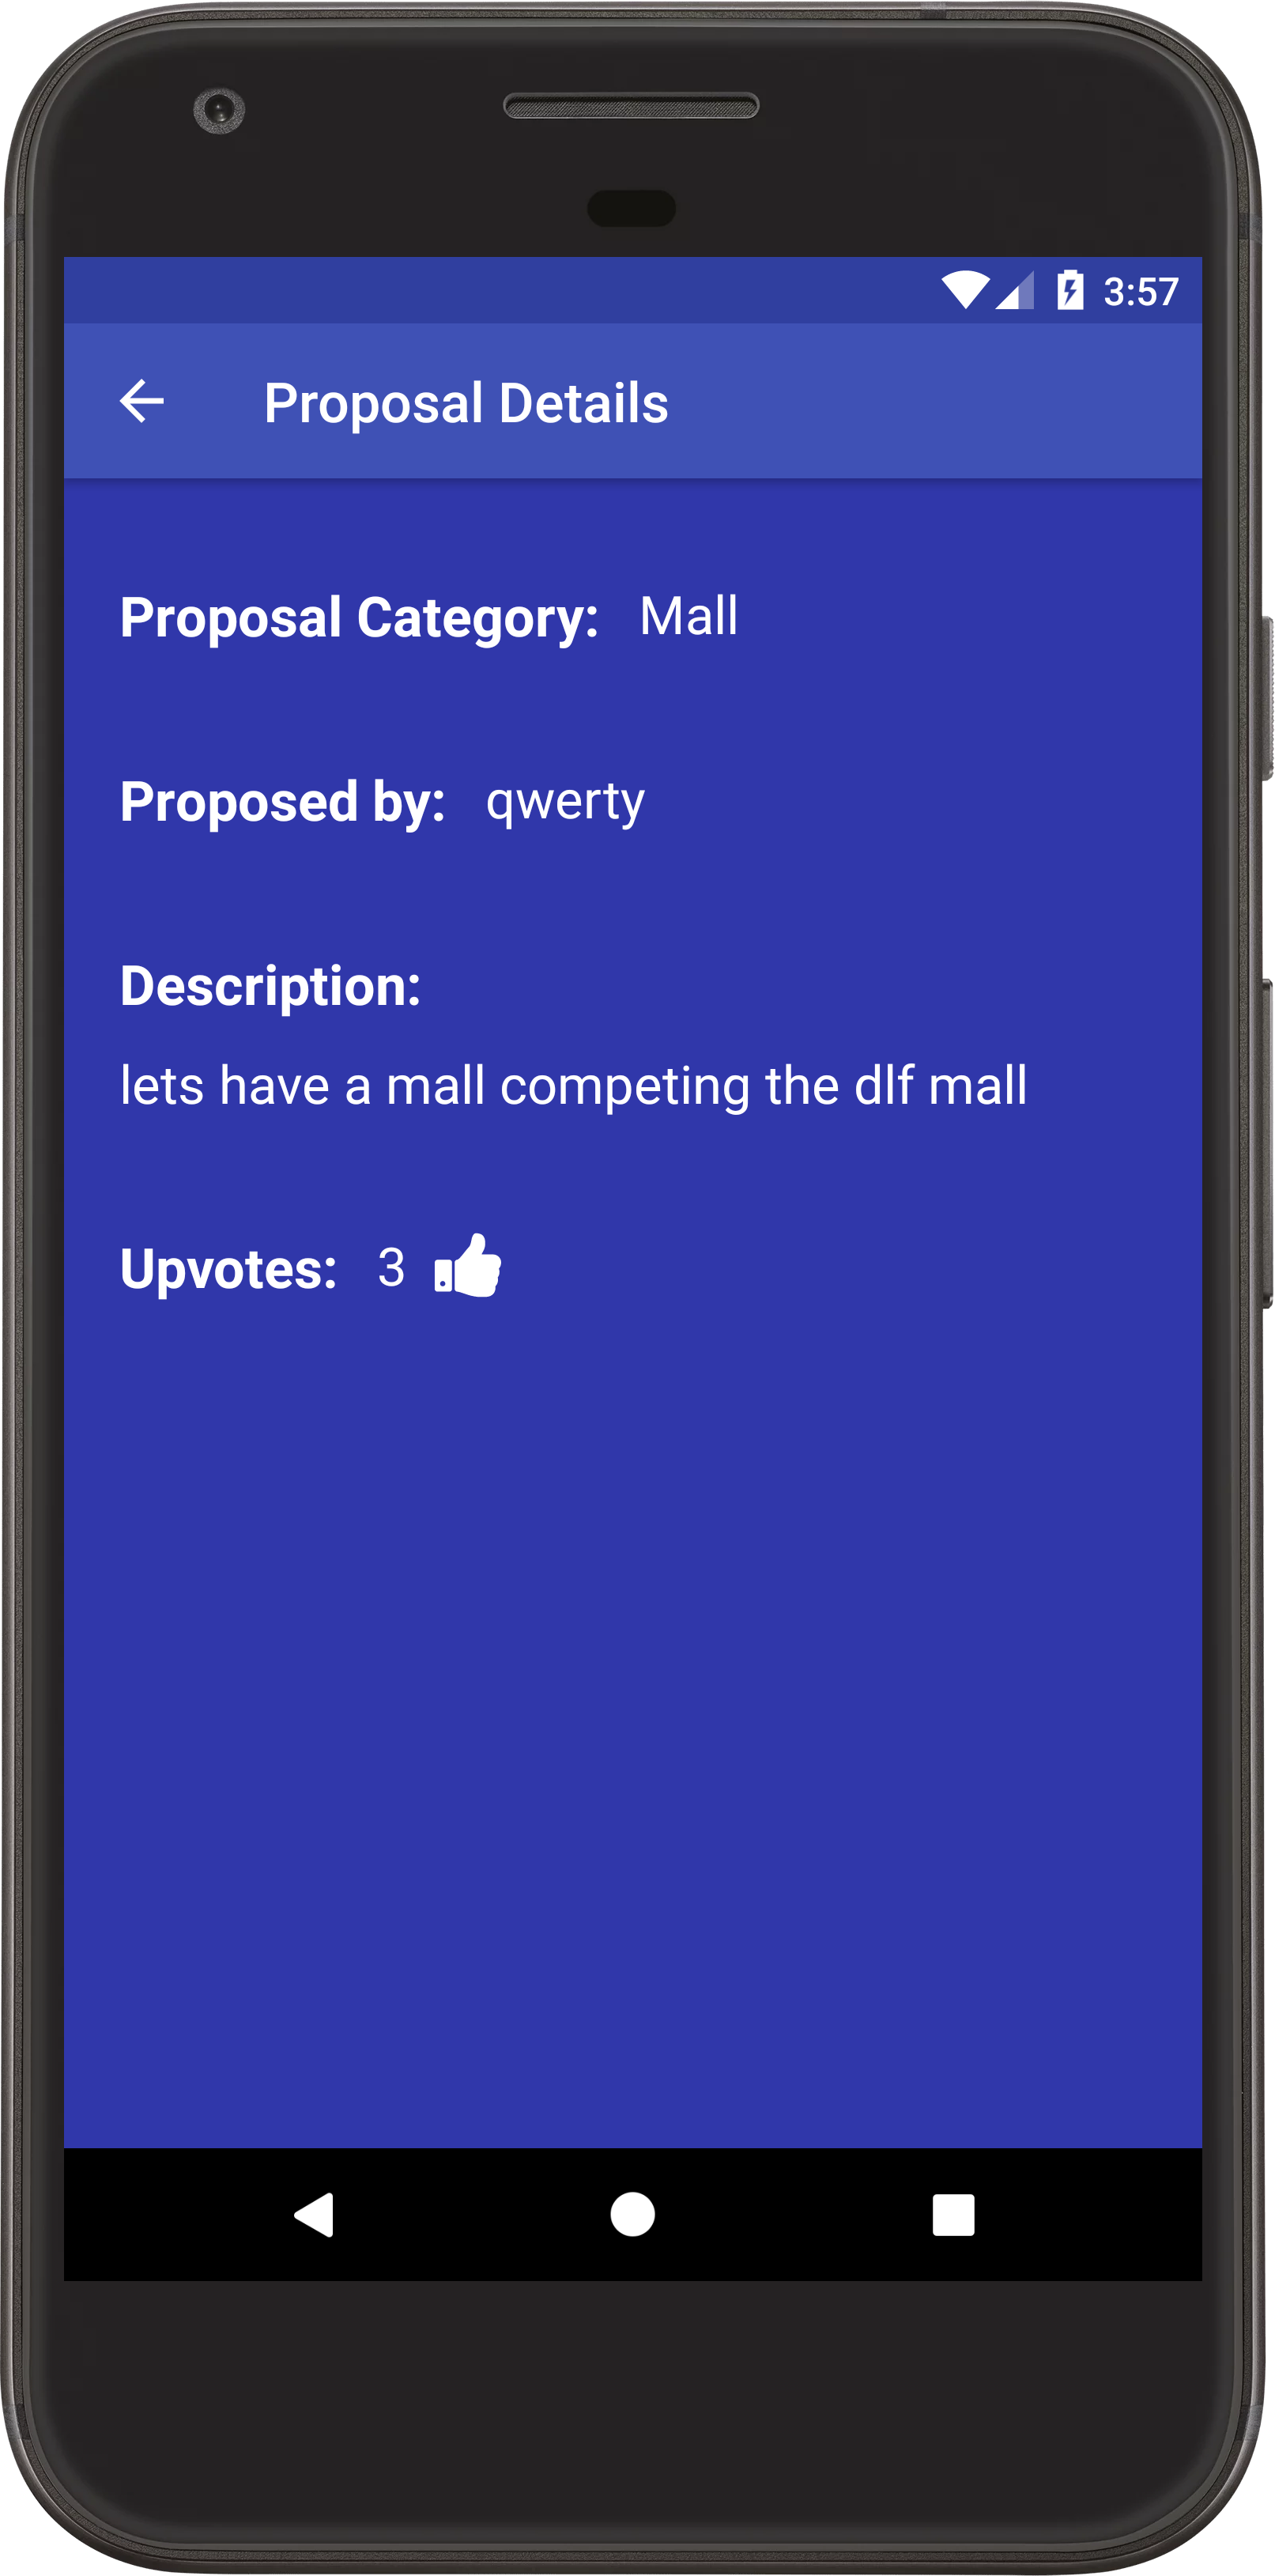 3:57
Proposal Details
Proposal Category: Mall
Proposed by: qwerty
Description:
lets have a mall competing the dlf mall
Upvotes: 3